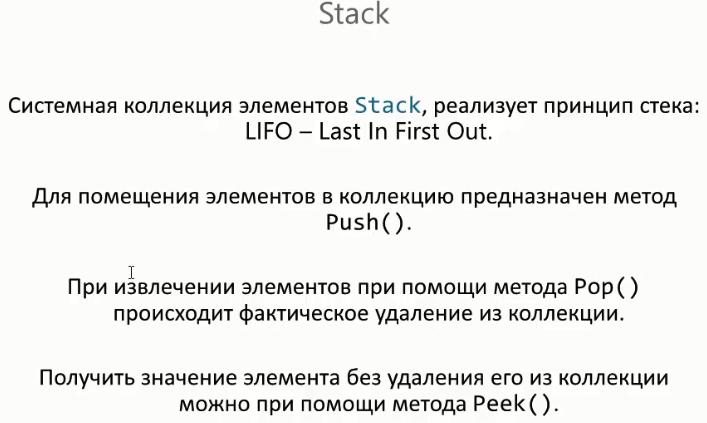 Stack
Системная коллекция элементов Stack, реализует принцип стека:
LIFO – Last In First Out.
Для помещения элементов в коллекцию предназначен метод
Push().
При извлечении элементов при помощи метода Pop()
происходит фактическое удаление из коллекции.
Получить значение элемента без удаления его из коллекции
можно при помощи метода Peek().